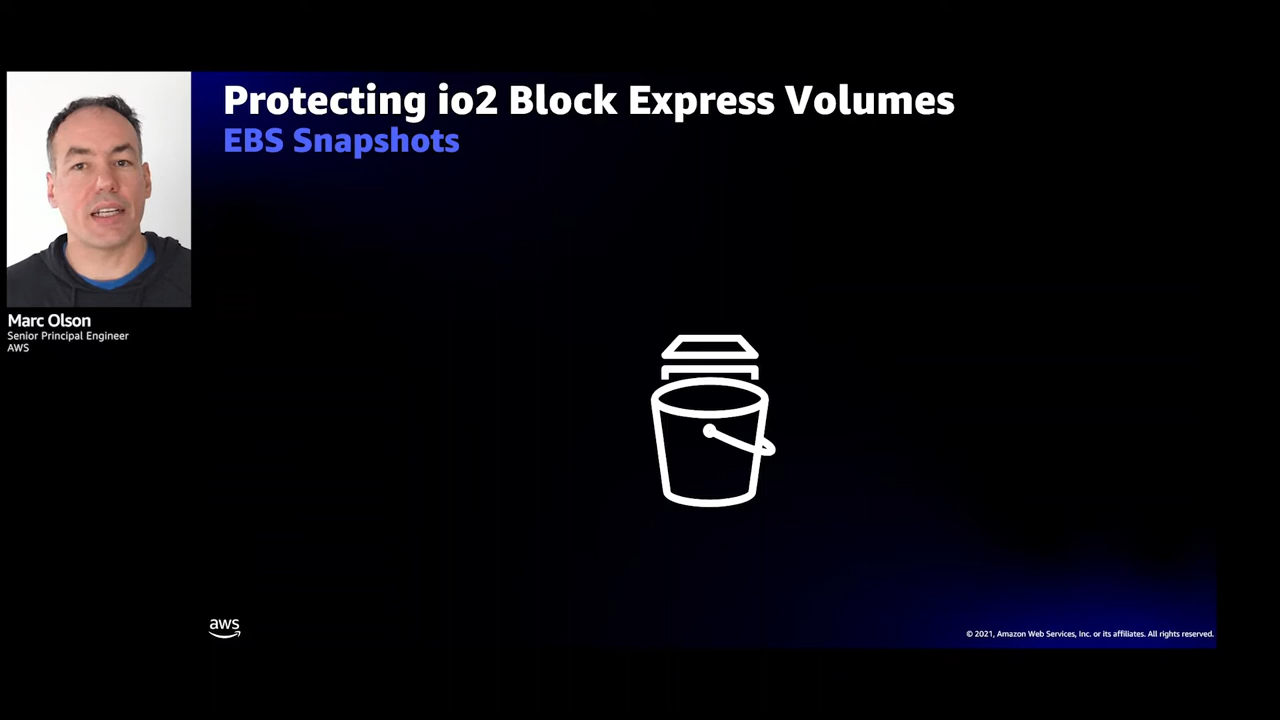 Protecting io2 Block Express Volumes
EBS Snapshots
Marc Olson
Senior Principal Engineer
AWS
aws
© 2021, Amazon Web Services, Inc. or its affiliates. All rights reserved.